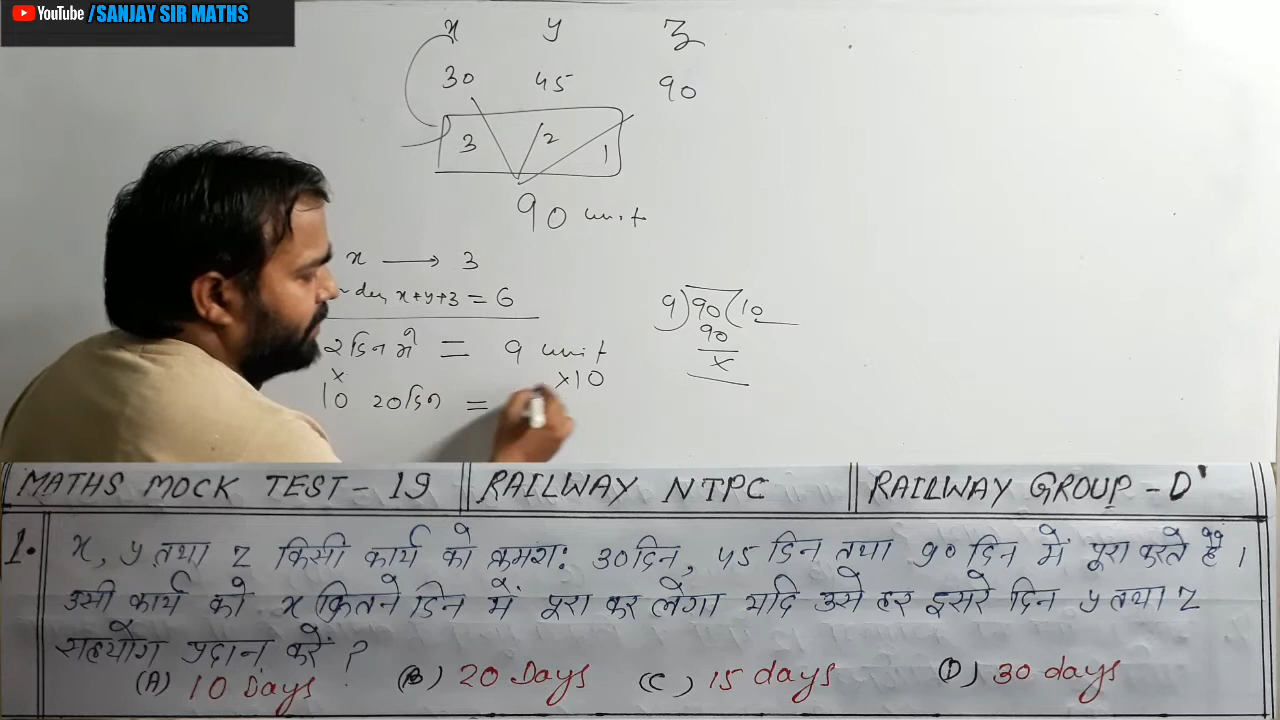 YouTube /SANJAY SIR MATHS
x y z
30 45 90
3 2 1
90 unit
x → 3
day x+y+z = 6
2 दिन में = 9 unit
x x10
10 20 दिन =
9)90(10
90
x
MATHS MOCK TEST-19 RAILWAY NTPC RAILWAY GROUP-D'
1. x, y तथा z किसी कार्य को क्रमश: 30 दिन, 45 दिन तथा 90 दिन में पूरा करते हैं ।
उसी कार्य को x कितने दिन में पूरा कर लेगा यदि उसे हर दूसरे दिन y तथा z
सहयोग प्रदान करें ?
(A) 10 Days (B) 20 Days (C) 15 days (D) 30 days